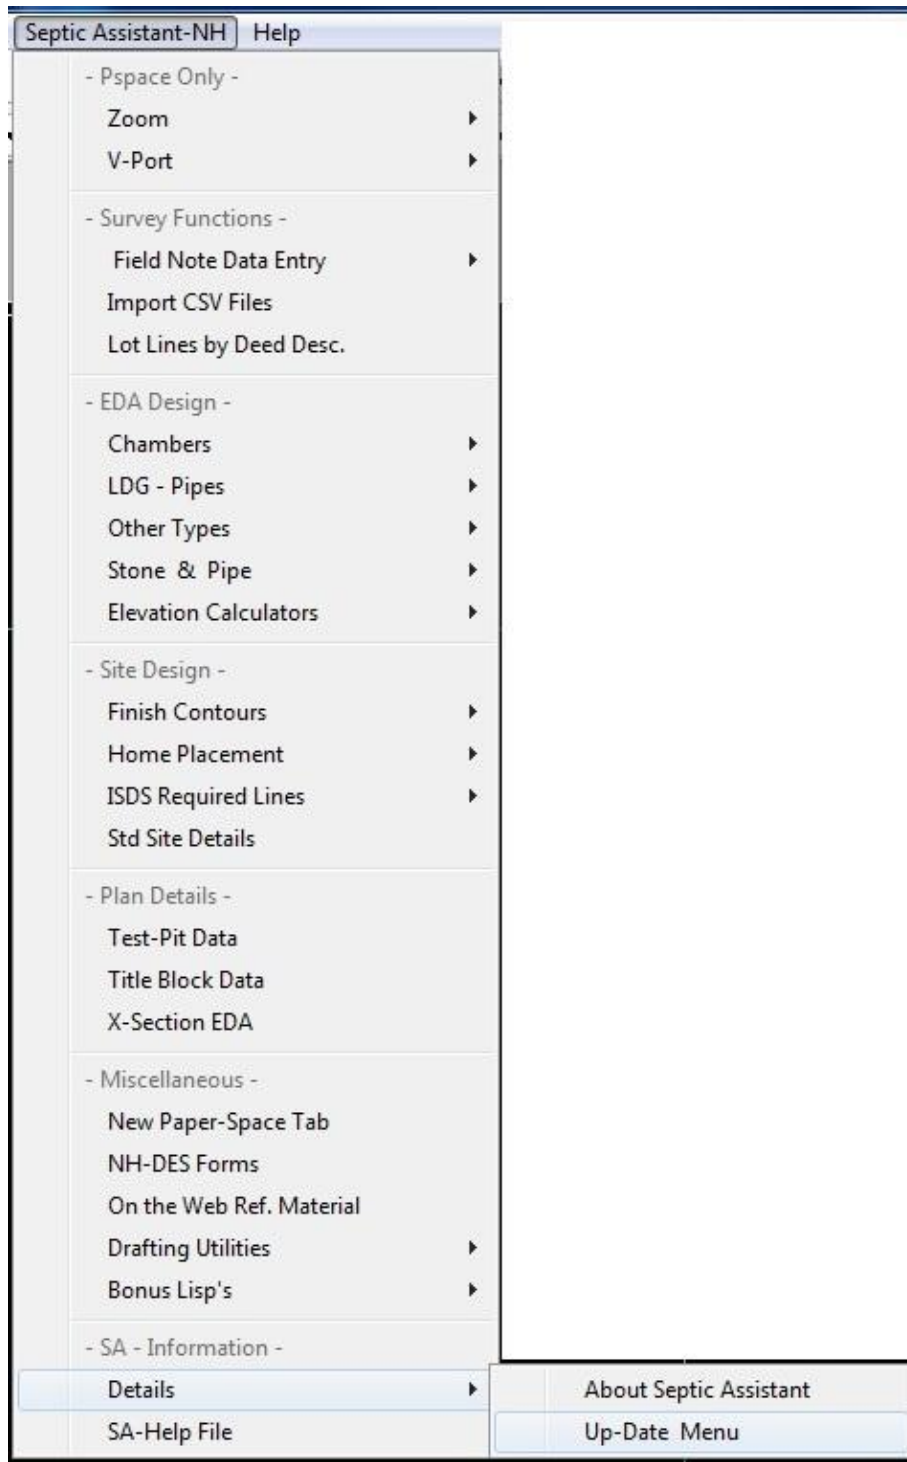 Septic Assistant-NH Help
- Pspace Only -
Zoom
V-Port
- Survey Functions -
Field Note Data Entry
Import CSV Files
Lot Lines by Deed Desc.
- EDA Design -
Chambers
LDG - Pipes
Other Types
Stone & Pipe
Elevation Calculators
- Site Design -
Finish Contours
Home Placement
ISDS Required Lines
Std Site Details
- Plan Details -
Test-Pit Data
Title Block Data
X-Section EDA
- Miscellaneous -
New Paper-Space Tab
NH-DES Forms
On the Web Ref. Material
Drafting Utilities
Bonus Lisp's
- SA - Information -
Details About Septic Assistant
SA-Help File Up-Date Menu